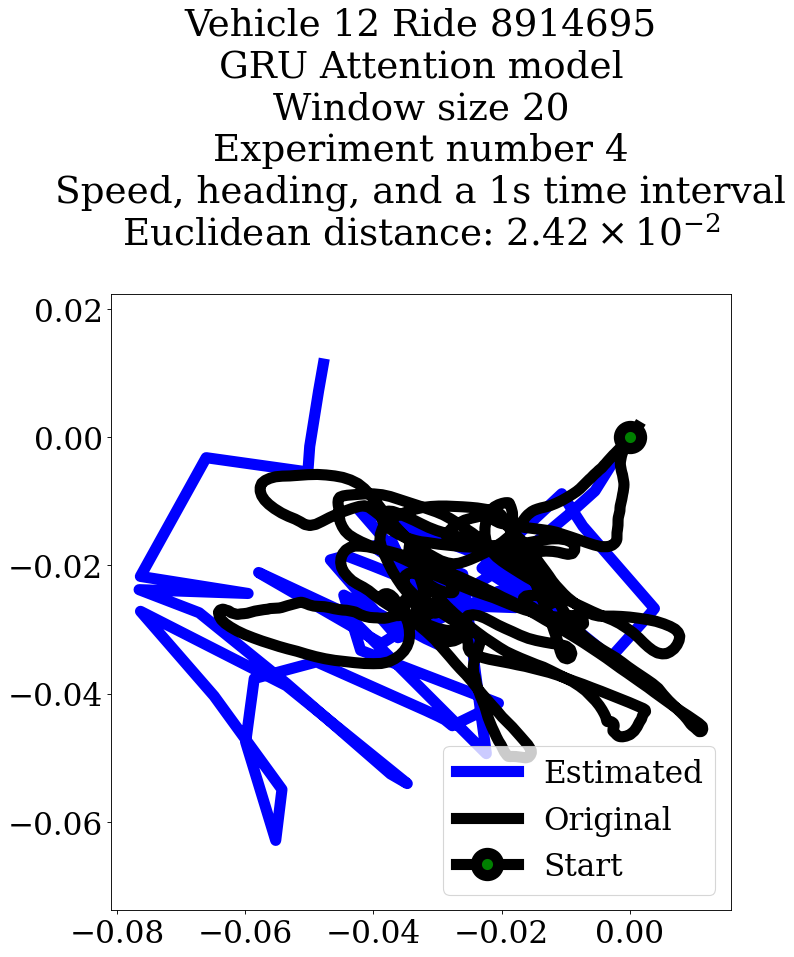 Vehicle 12 Ride 8914695
GRU Attention model
Window size 20
Experiment number 4
Speed, heading, and a 1s time interval
Euclidean distance: 2.42 × 10⁻²
0.02
0.00
−0.02
−0.04
−0.06
Estimated
Original
Start
−0.08 −0.06 −0.04 −0.02 0.00